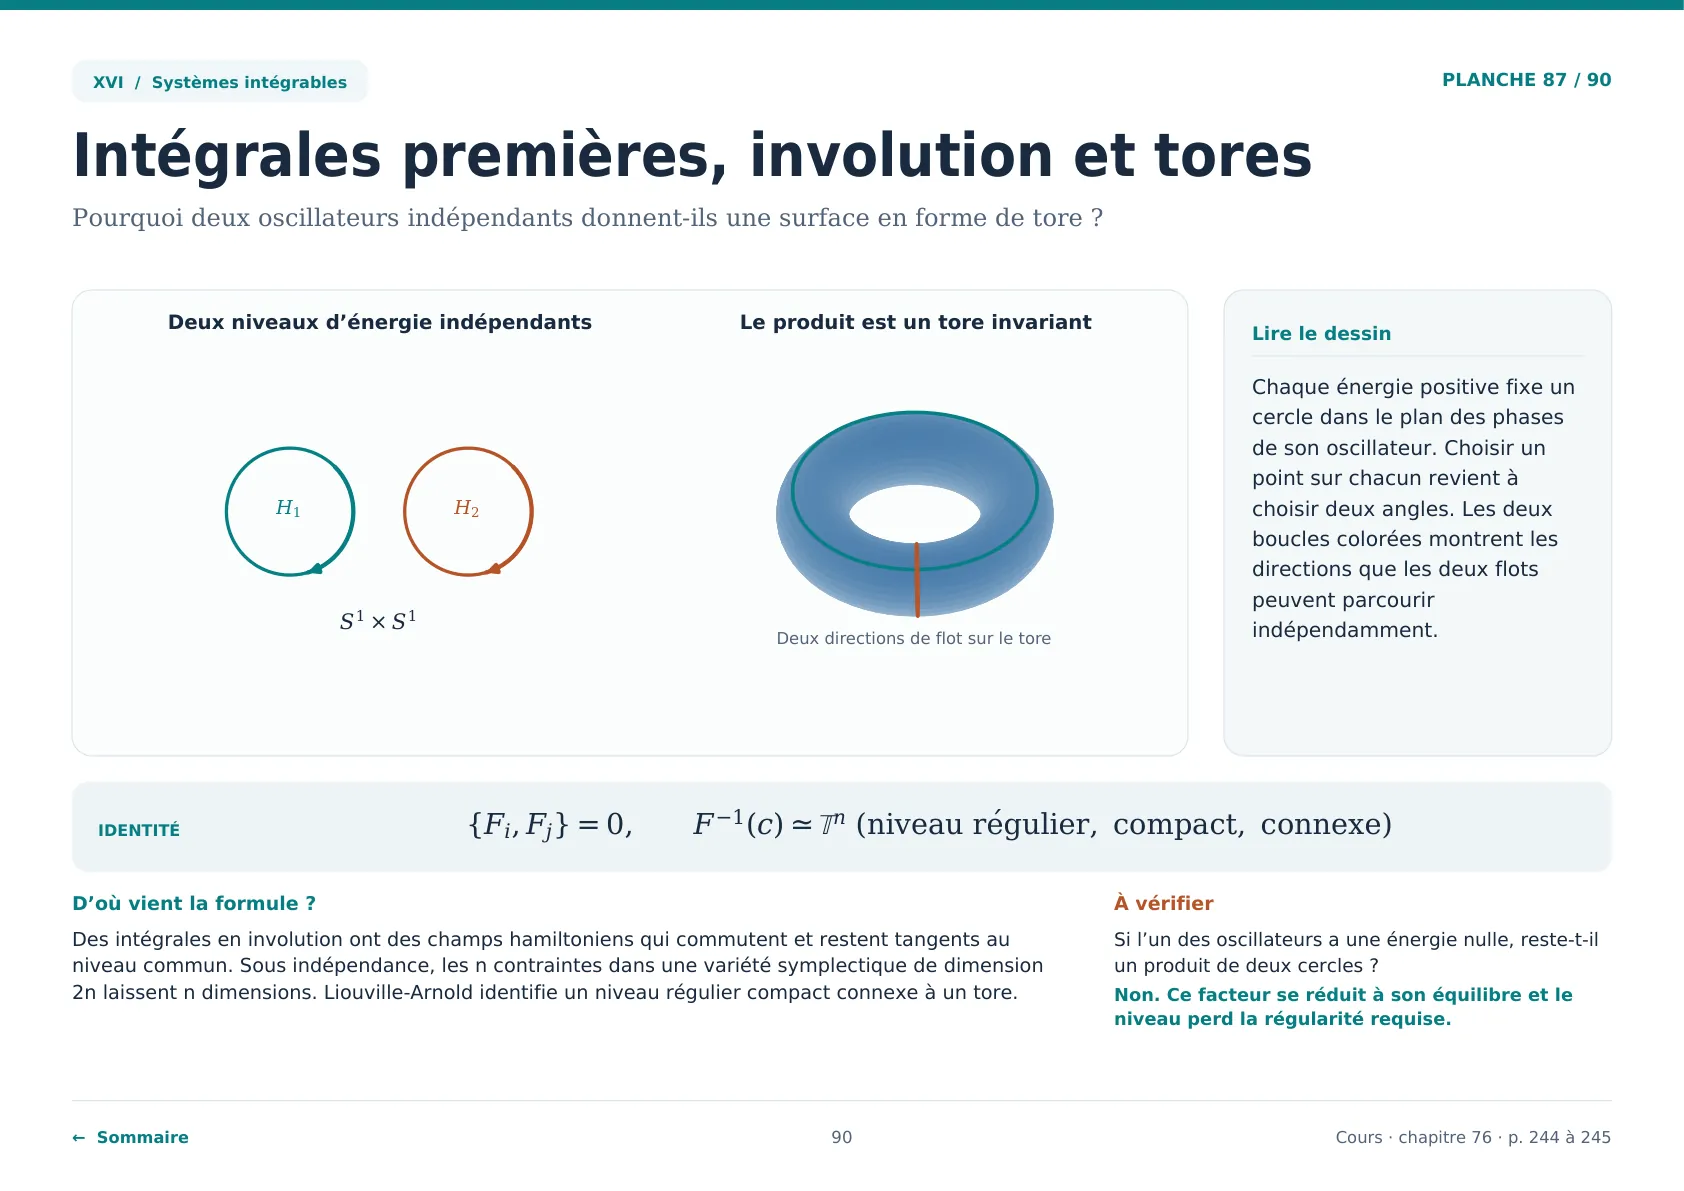 XVI / Systèmes intégrables
PLANCHE 87 / 90
Intégrales premières, involution et tores
Pourquoi deux oscillateurs indépendants donnent-ils une surface en forme de tore ?
Deux niveaux d’énergie indépendants
Le produit est un tore invariant
H₁
H₂
S¹ × S¹
Deux directions de flot sur le tore
Lire le dessin
Chaque énergie positive fixe un
cercle dans le plan des phases
de son oscillateur. Choisir un
point sur chacun revient à
choisir deux angles. Les deux
boucles colorées montrent les
directions que les deux flots
peuvent parcourir
indépendamment.
IDENTITÉ
{Fᵢ, Fⱼ} = 0, F⁻¹(c) ≃ 𝕋ⁿ (niveau régulier, compact, connexe)
D’où vient la formule ?
Des intégrales en involution ont des champs hamiltoniens qui commutent et restent tangents au
niveau commun. Sous indépendance, les n contraintes dans une variété symplectique de dimension
2n laissent n dimensions. Liouville-Arnold identifie un niveau régulier compact connexe à un tore.
À vérifier
Si l’un des oscillateurs a une énergie nulle, reste-t-il
un produit de deux cercles ?
Non. Ce facteur se réduit à son équilibre et le
niveau perd la régularité requise.
← Sommaire
90
Cours · chapitre 76 · p. 244 à 245